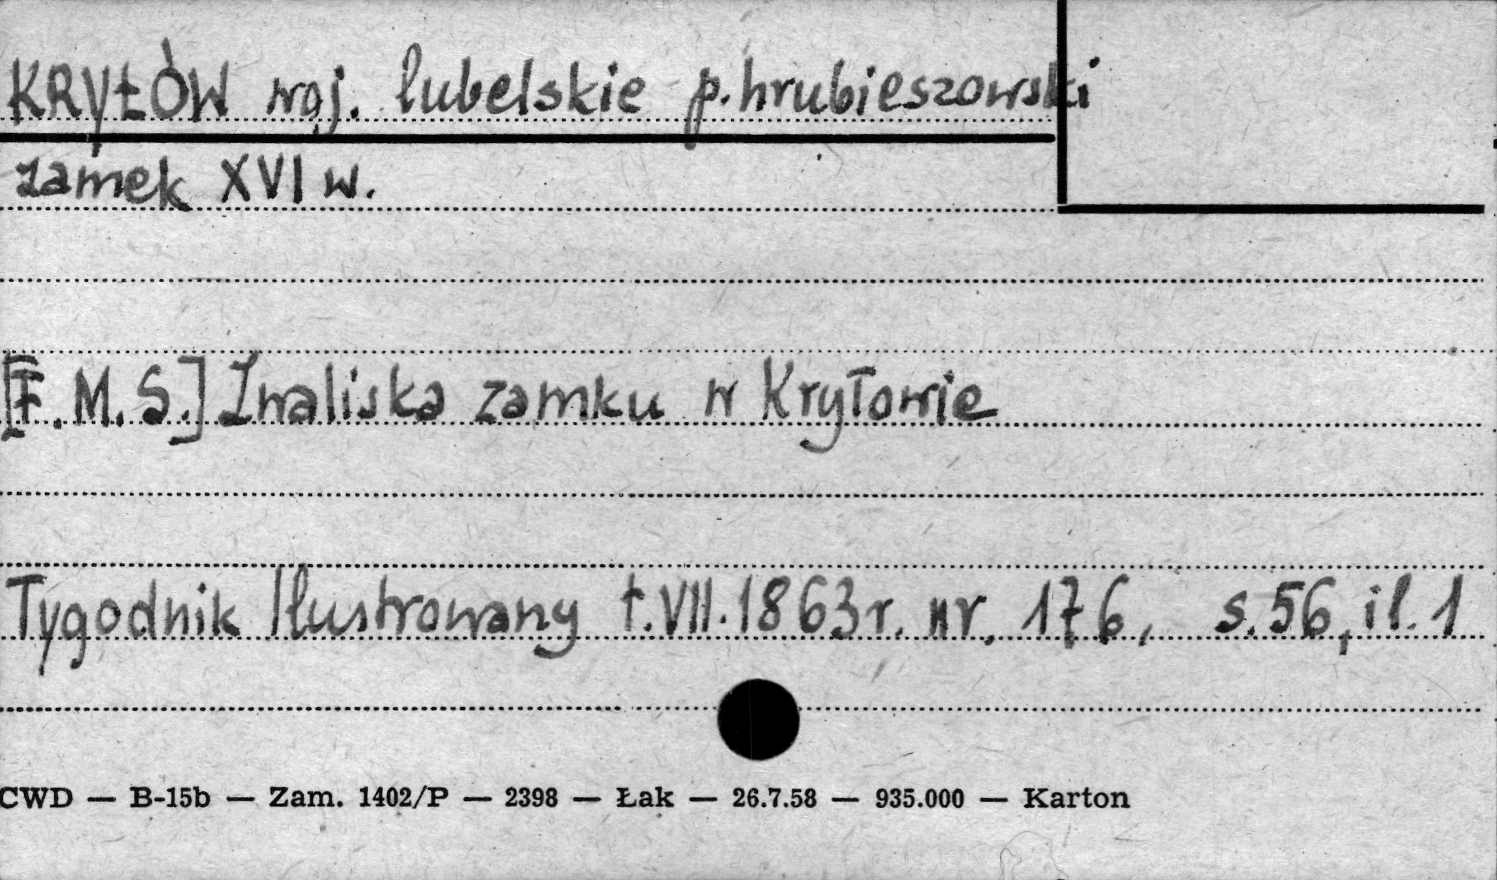 KRYŁÓW woj. lubelskie p. hrubieszowski
zamek XVI w.
[F. M. S.] Zwaliska zamku w Kryłowie
Tygodnik Ilustrowany t. VII. 1863 r. nr. 176, s. 56, il. 1
CWD — B-15b — Zam. 1402/P — 2398 — Łak — 26.7.58 — 935.000 — Karton